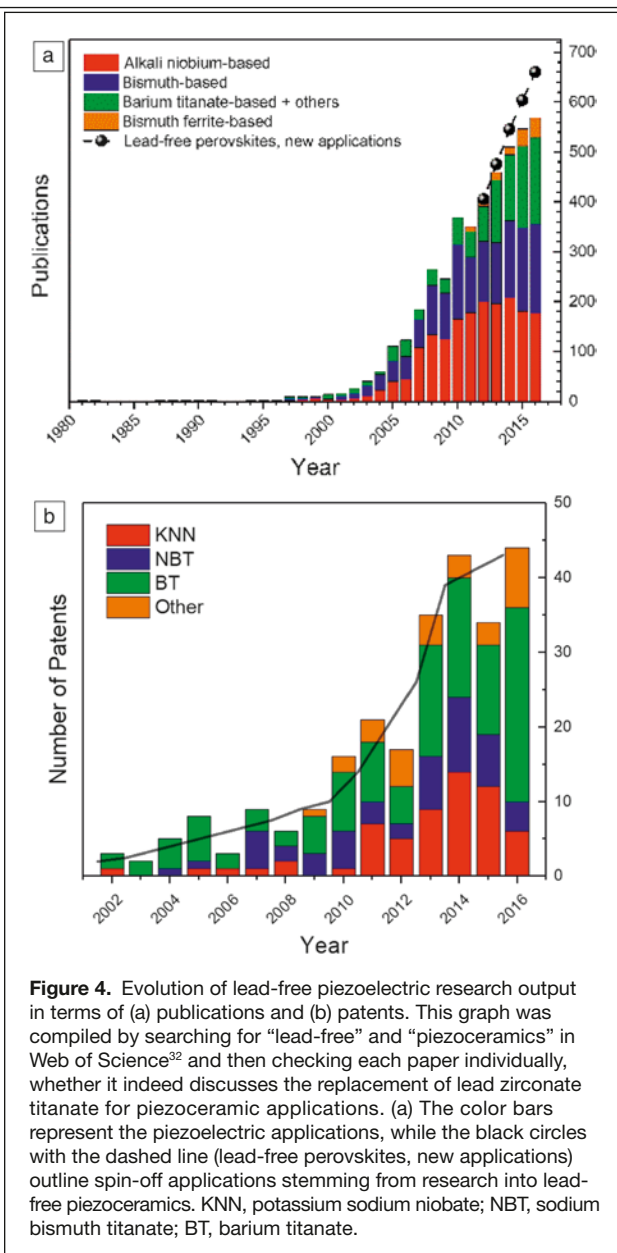 a
Alkali niobium-based
Bismuth-based
Barium titanate-based + others
Bismuth ferrite-based
Lead-free perovskites, new applications
Publications
700
600
500
400
300
200
100
0
1980
1985
1990
1995
2000
2005
2010
2015
Year
b
KNN
NBT
BT
Other
Number of Patents
50
40
30
20
10
0
2002
2004
2006
2008
2010
2012
2014
2016
Year
Figure 4. Evolution of lead-free piezoelectric research output
in terms of (a) publications and (b) patents. This graph was
compiled by searching for “lead-free” and “piezoceramics” in
Web of Science³² and then checking each paper individually,
whether it indeed discusses the replacement of lead zirconate
titanate for piezoceramic applications. (a) The color bars
represent the piezoelectric applications, while the black circles
with the dashed line (lead-free perovskites, new applications)
outline spin-off applications stemming from research into lead-
free piezoceramics. KNN, potassium sodium niobate; NBT, sodium
bismuth titanate; BT, barium titanate.